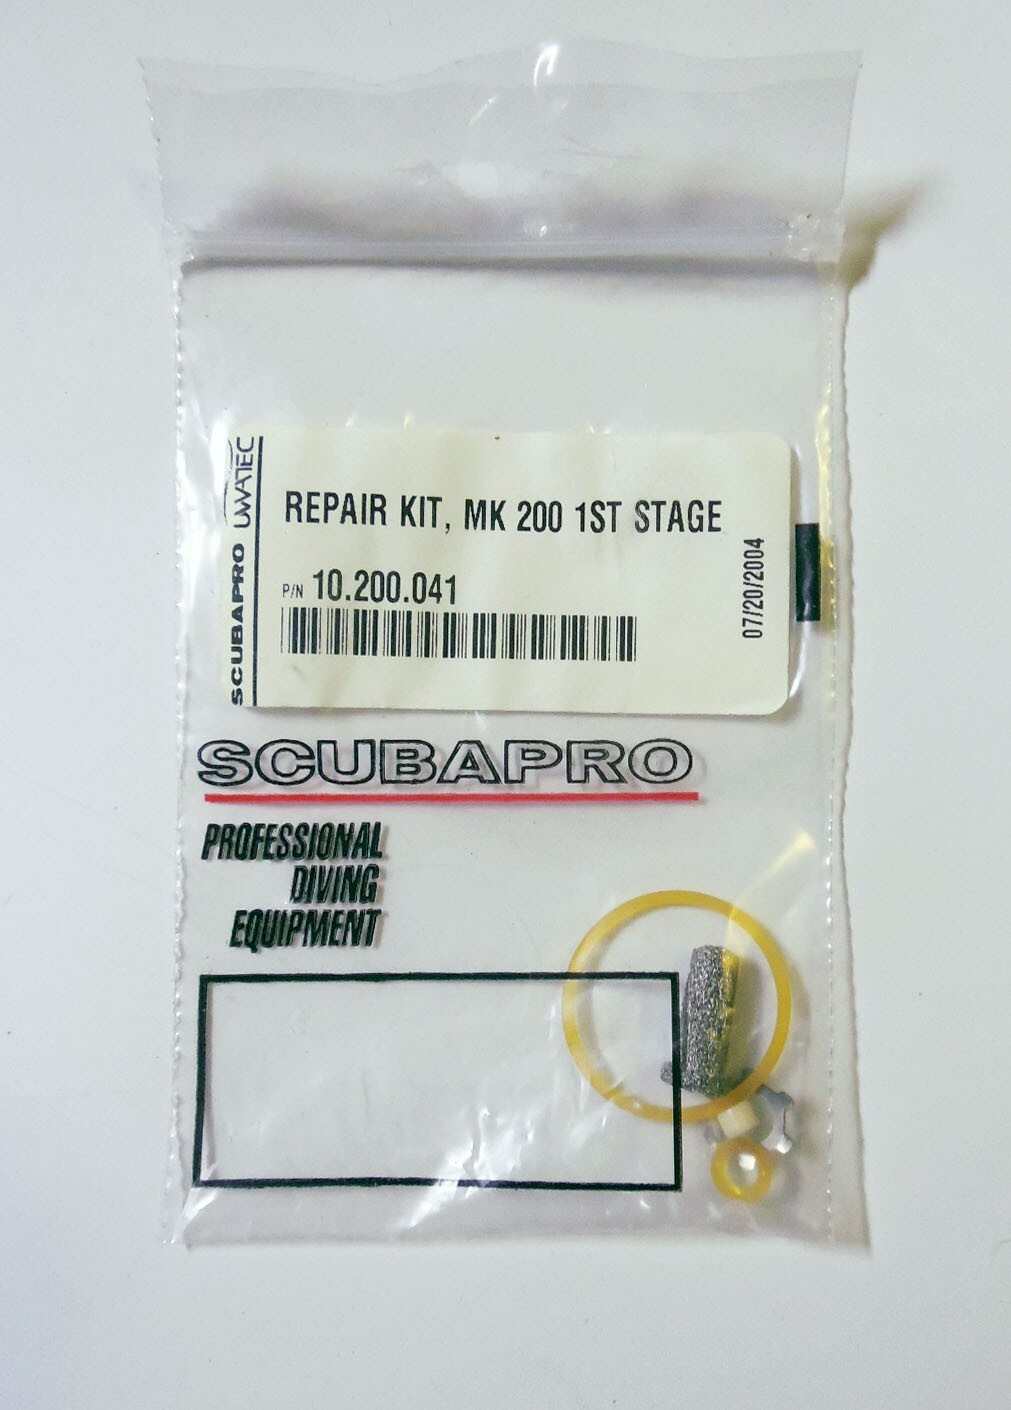 SCUBAPRO UWATEC
REPAIR KIT, MK 200 1ST STAGE
P/N 10.200.041
07/20/2004
SCUBAPRO
PROFESSIONAL
DIVING
EQUIPMENT